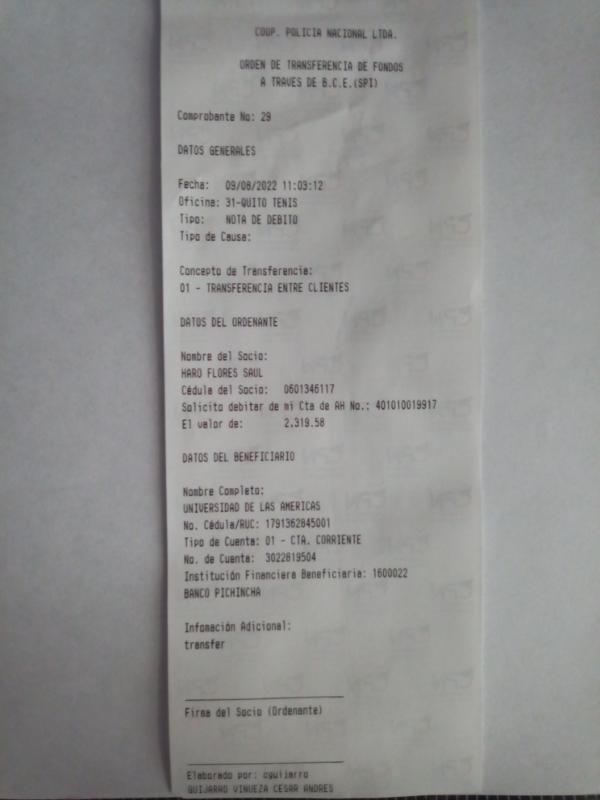 COOP. POLICIA NACIONAL LTDA.
ORDEN DE TRANSFERENCIA DE FONDOS
A TRAVES DE B.C.E.(SPI)
Comprobante No: 29
DATOS GENERALES
Fecha: 09/08/2022 11:03:12
Oficina: 31-QUITO TENIS
Tipo: NOTA DE DEBITO
Tipo de Causa:
Concepto de Transferencia:
01 - TRANSFERENCIA ENTRE CLIENTES
DATOS DEL ORDENANTE
Nombre del Socio:
HARO FLORES SAUL
Cédula del Socio: 0601346117
Solicito debitar de mi Cta de AH No.: 401010019917
El valor de: 2.319.58
DATOS DEL BENEFICIARIO
Nombre Completo:
UNIVERSIDAD DE LAS AMERICAS
No. Cédula/RUC: 1791362845001
Tipo de Cuenta: 01 - CTA. CORRIENTE
No. de Cuenta: 3022819504
Institución Financiera Beneficiaria: 1600022
BANCO PICHINCHA
Infomación Adicional:
transfer
Firma del Socio (Ordenante)
Elaborado por: cguijarro
GUIJARRO VINUEZA CESAR ANDRES